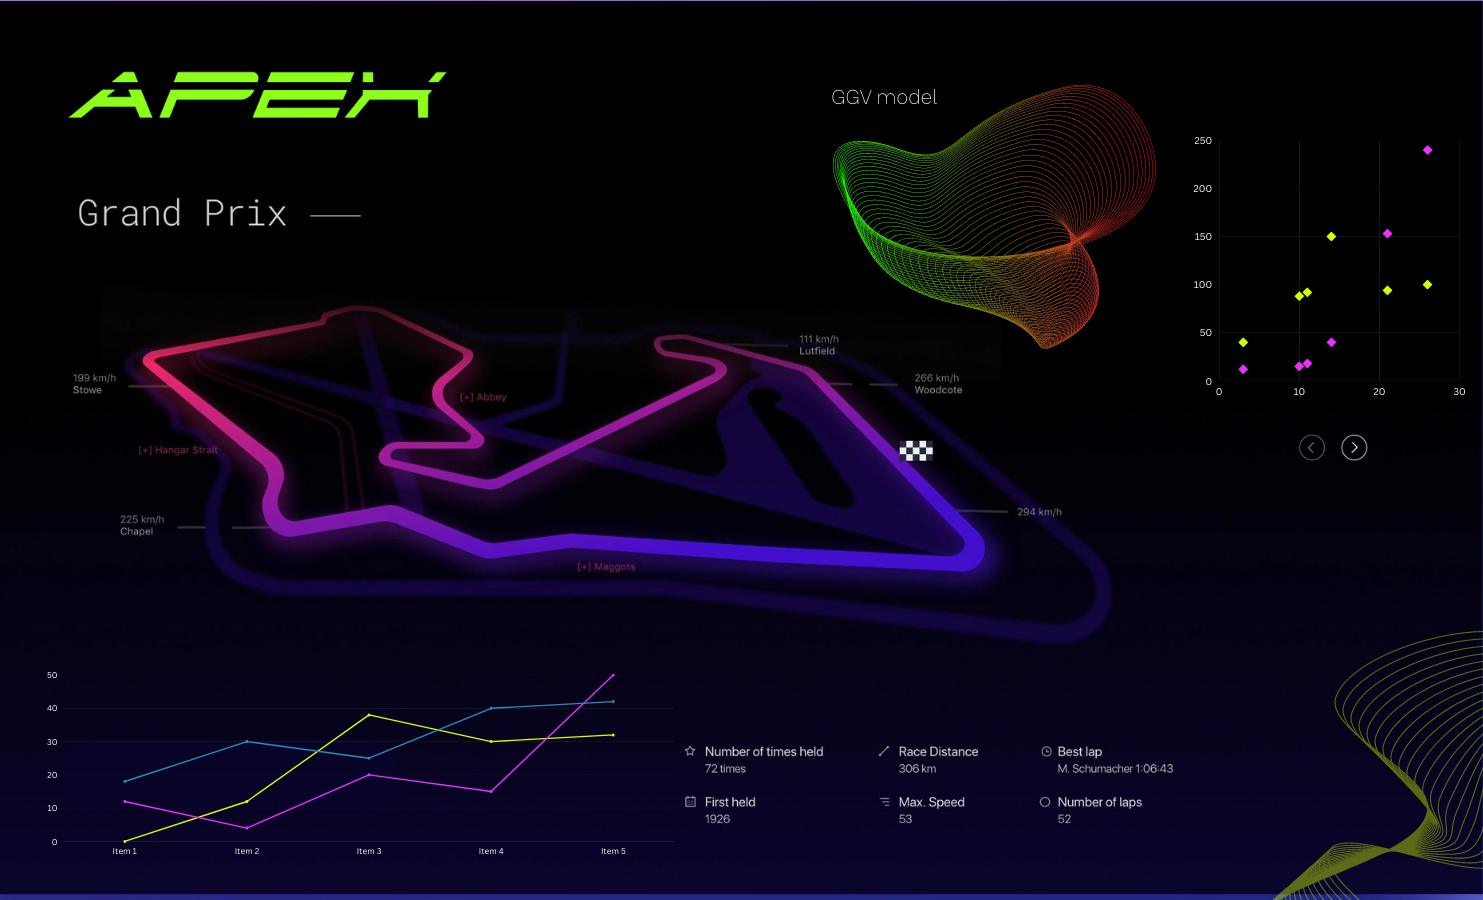 APEX
GGV model
Grand Prix
250
200
150
100
50
0
0 10 20 30
111 km/h
Lutfield
199 km/h
Stowe
266 km/h
Woodcote
[+] Abbey
[+] Hangar Strait
225 km/h
Chapel
294 km/h
[+] Maggots
50
40
30
20
10
0
Item 1 Item 2 Item 3 Item 4 Item 5
Number of times held
72 times
Race Distance
306 km
Best lap
M. Schumacher 1:06:43
First held
1926
Max. Speed
53
Number of laps
52